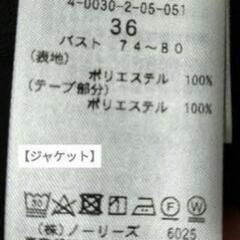 4-0030-2-05-051
36
バスト 74～80
(表地)
ポリエステル 100%
(テープ部分)
ポリエステル 100%
【ジャケット】
(株)ノーリーズ 6025